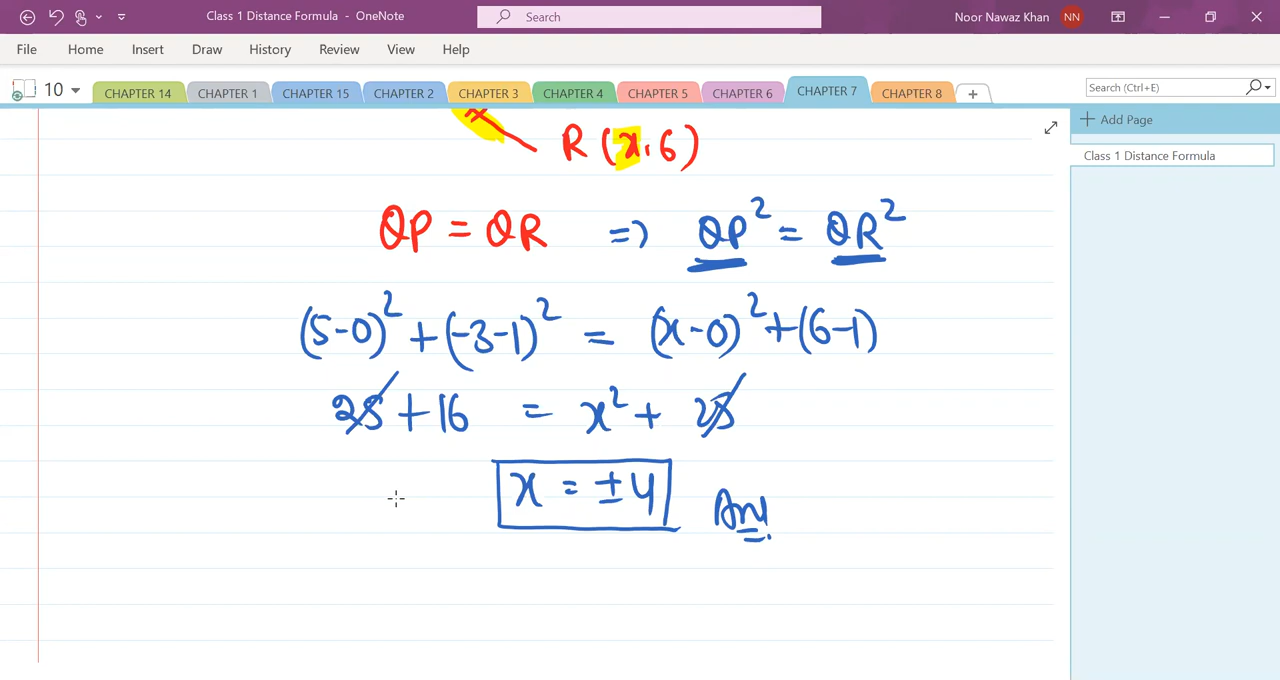 Class 1 Distance Formula - OneNote
Search
Noor Nawaz Khan NN
File Home Insert Draw History Review View Help
10 CHAPTER 14 CHAPTER 1 CHAPTER 15 CHAPTER 2 CHAPTER 3 CHAPTER 4 CHAPTER 5 CHAPTER 6 CHAPTER 7 CHAPTER 8 +
Search (Ctrl+E)
Add Page
Class 1 Distance Formula
R (x, 6)
QP = QR => QP² = QR²
(5-0)² + (-3-1)² = (x-0)² + (6-1)
25 + 16 = x² + 25
x = ±4 Ans.